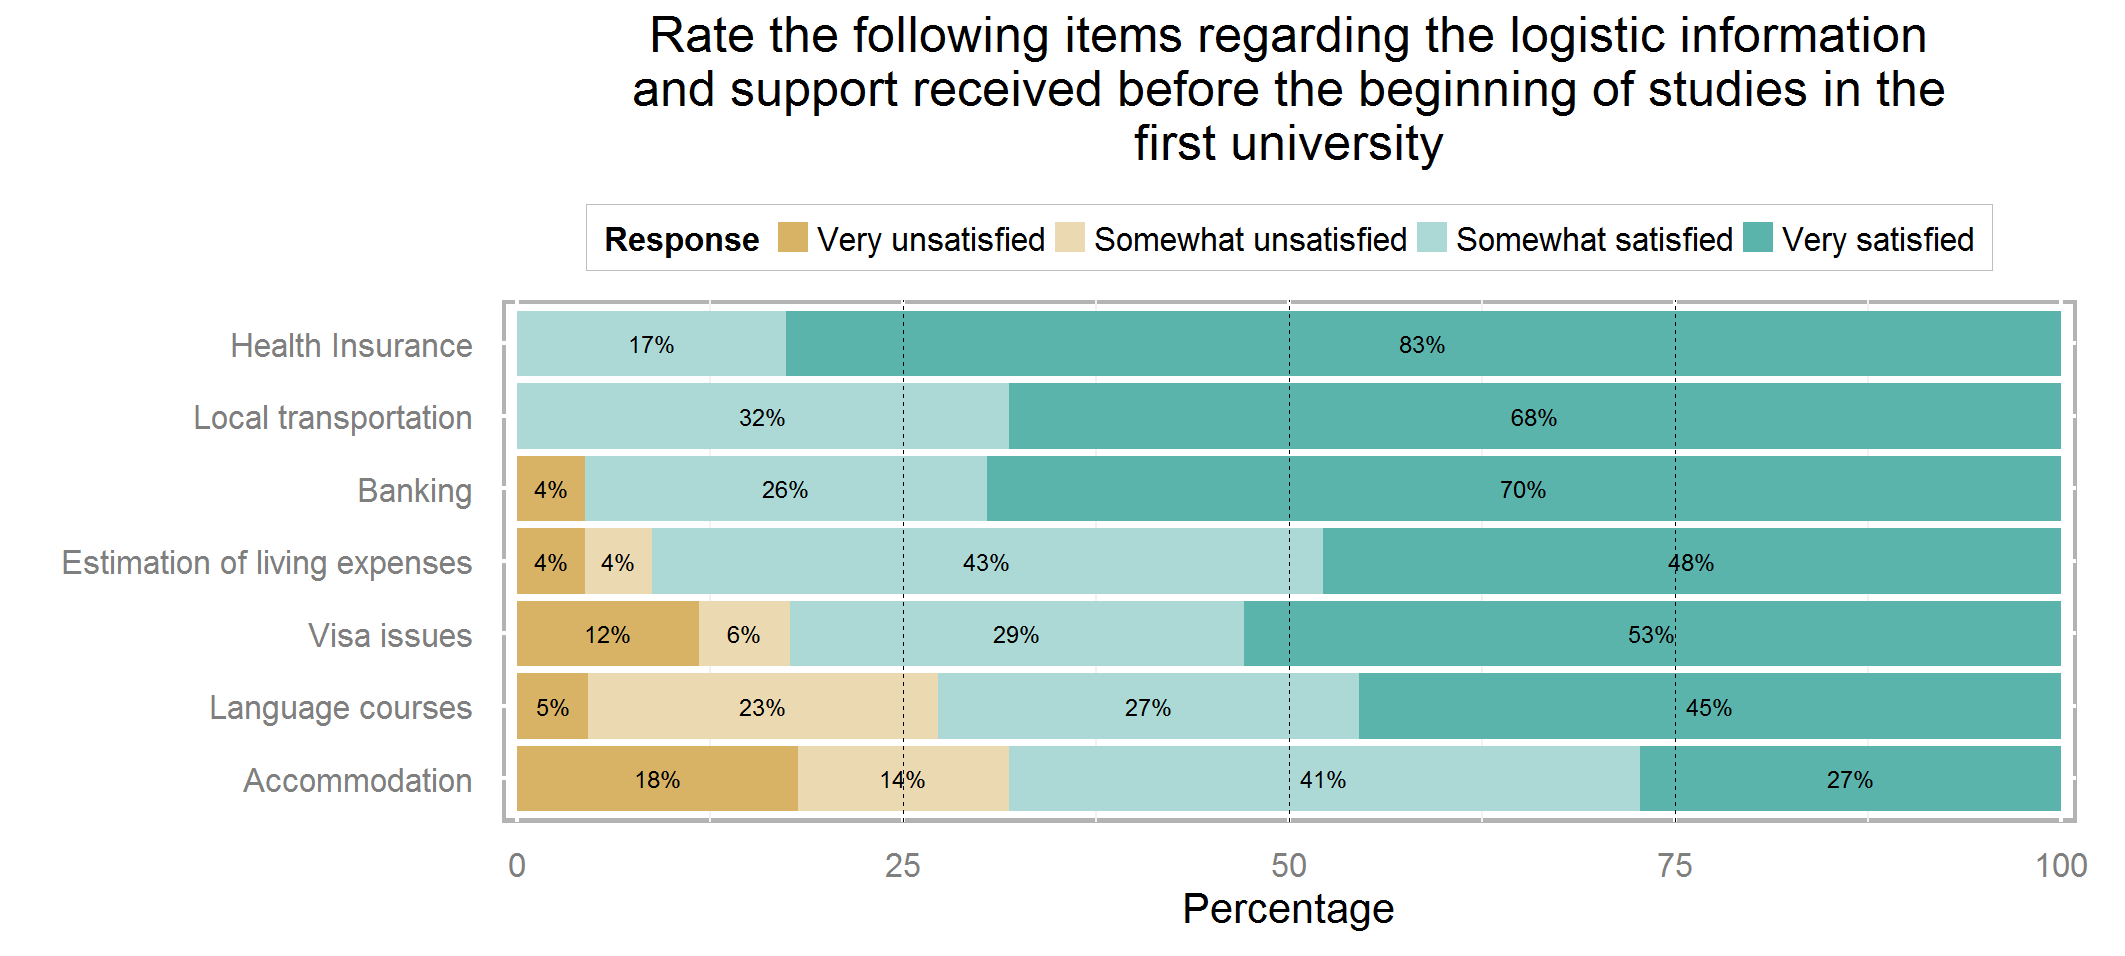 Rate the following items regarding the logistic information
and support received before the beginning of studies in the
first university
Response Very unsatisfied Somewhat unsatisfied Somewhat satisfied Very satisfied
Health Insurance 17% 83%
Local transportation 32% 68%
Banking 4% 26% 70%
Estimation of living expenses 4% 4% 43% 48%
Visa issues 12% 6% 29% 53%
Language courses 5% 23% 27% 45%
Accommodation 18% 14% 41% 27%
0 25 50 75 100
Percentage